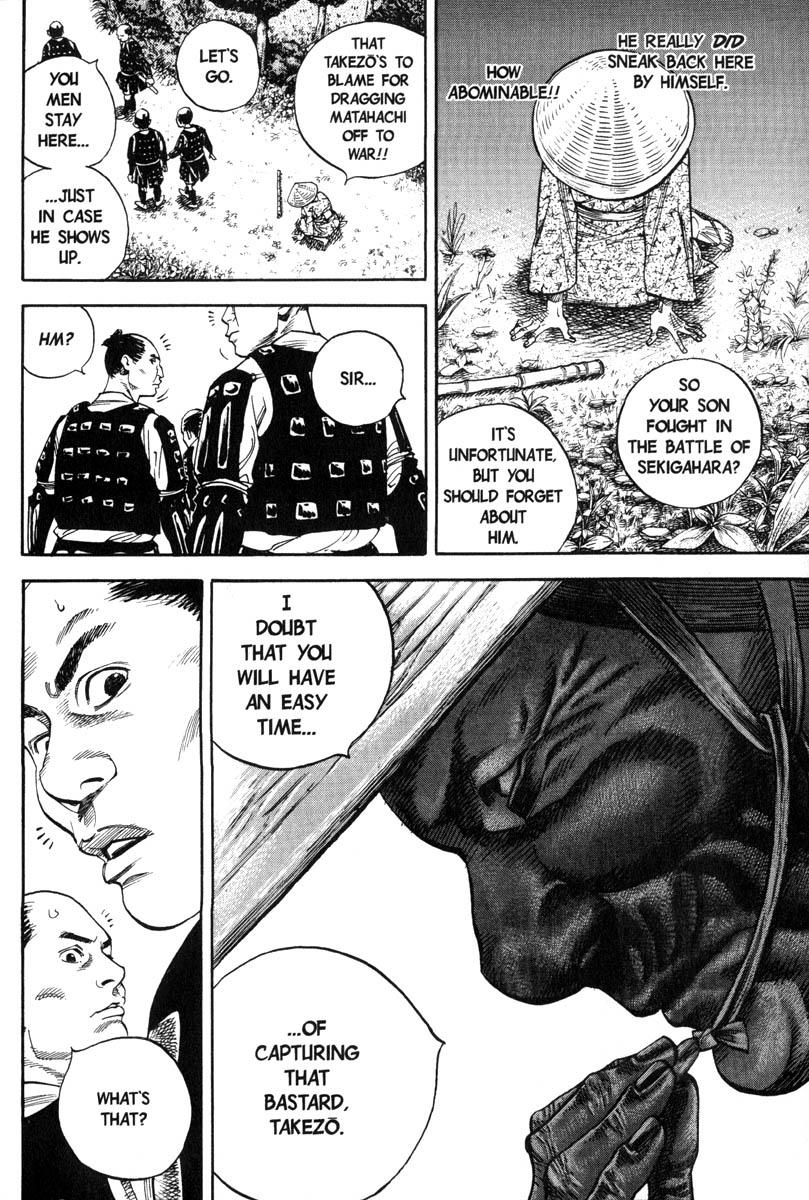 HE REALLY DID
SNEAK BACK HERE
BY HIMSELF.
HOW
ABOMINABLE!!
SO
YOUR SON
FOUGHT IN
THE BATTLE OF
SEKIGAHARA?
IT'S
UNFORTUNATE,
BUT YOU
SHOULD FORGET
ABOUT
HIM.
THAT
TAKEZŌ'S TO
BLAME FOR
DRAGGING
MATAHACHI
OFF TO
WAR!!
LET'S
GO.
YOU
MEN
STAY
HERE...
...JUST
IN CASE
HE SHOWS
UP.
SIR...
HM?
I
DOUBT
THAT YOU
WILL HAVE
AN EASY
TIME...
...OF
CAPTURING
THAT
BASTARD,
TAKEZŌ.
WHAT'S
THAT?